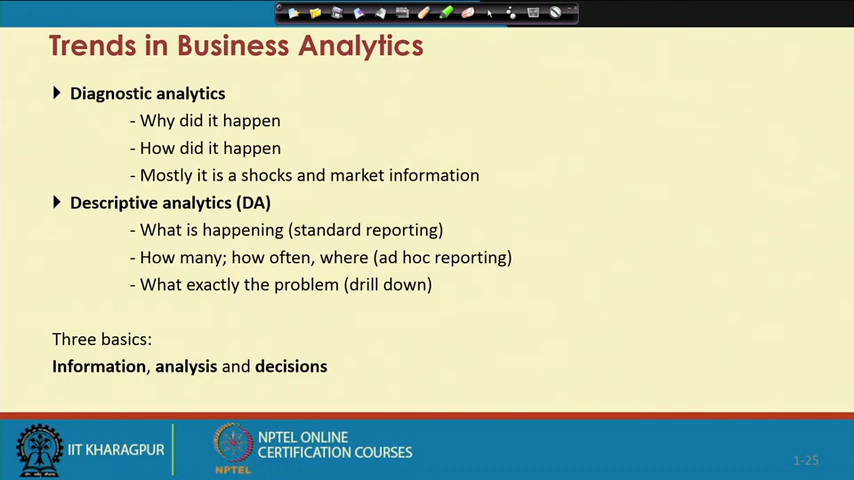 Trends in Business Analytics
Diagnostic analytics
- Why did it happen
- How did it happen
- Mostly it is a shocks and market information
Descriptive analytics (DA)
- What is happening (standard reporting)
- How many; how often, where (ad hoc reporting)
- What exactly the problem (drill down)
Three basics:
Information, analysis and decisions
IIT KHARAGPUR
NPTEL
NPTEL ONLINE
CERTIFICATION COURSES
1-25